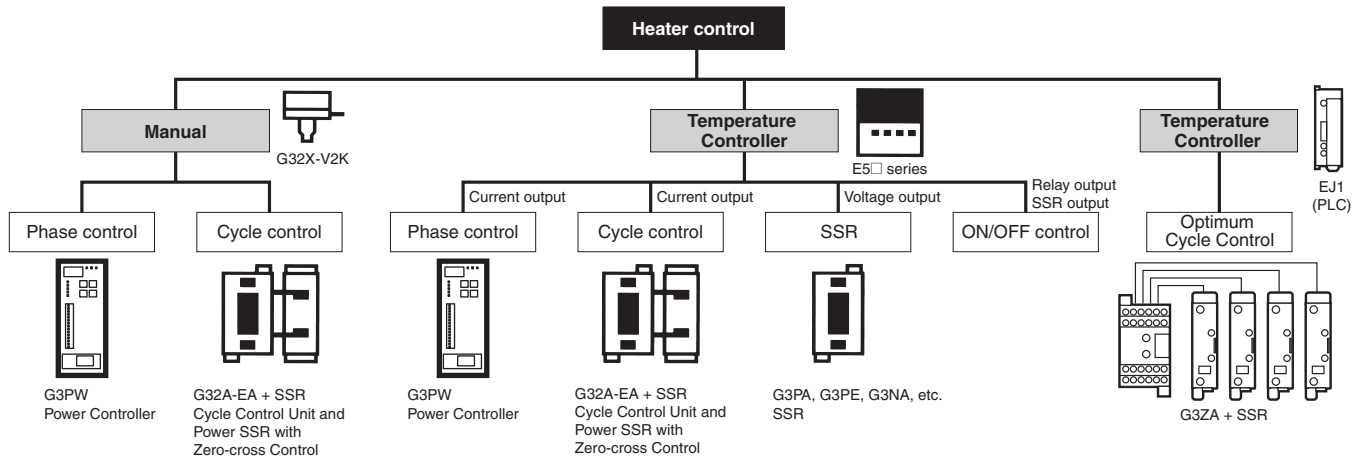 Heater control
Manual
G32X-V2K
Temperature
Controller
E5□ series
Temperature
Controller
EJ1
(PLC)
Current output
Current output
Voltage output
Relay output
SSR output
Phase control
Cycle control
Phase control
Cycle control
SSR
ON/OFF control
Optimum
Cycle Control
G3PW
Power Controller
G32A-EA + SSR
Cycle Control Unit and
Power SSR with
Zero-cross Control
G3PW
Power Controller
G32A-EA + SSR
Cycle Control Unit and
Power SSR with
Zero-cross Control
G3PA, G3PE, G3NA, etc.
SSR
G3ZA + SSR